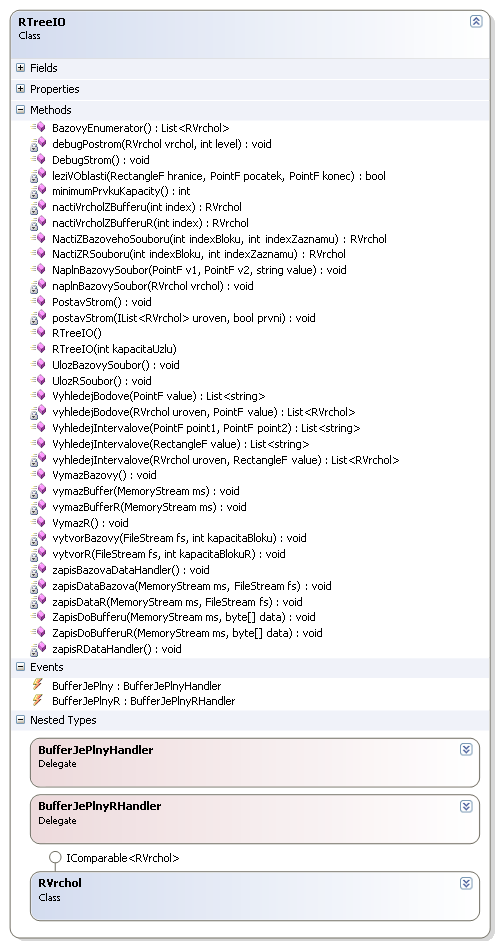 RTreeIO
Class
Fields
Properties
Methods
BazovyEnumerator() : List<RVrchol>
debugPostrom(RVrchol vrchol, int level) : void
DebugStrom() : void
leziVOblasti(RectangleF hranice, PointF pocatek, PointF konec) : bool
minimumPrvkuKapacity() : int
nactiVrcholZBufferu(int index) : RVrchol
nactiVrcholZBufferuR(int index) : RVrchol
NactiZBazovehoSouboru(int indexBloku, int indexZaznamu) : RVrchol
NactiZRSouboru(int indexBloku, int indexZaznamu) : RVrchol
NaplnBazovySoubor(PointF v1, PointF v2, string value) : void
naplnBazovySoubor(RVrchol vrchol) : void
PostavStrom() : void
postavStrom(IList<RVrchol> uroven, bool prvni) : void
RTreeIO()
RTreeIO(int kapacitaUzlu)
UlozBazovySoubor() : void
UlozRSoubor() : void
VyhledejBodove(PointF value) : List<string>
vyhledejBodove(RVrchol uroven, PointF value) : List<RVrchol>
VyhledejIntervalove(PointF point1, PointF point2) : List<string>
VyhledejIntervalove(RectangleF value) : List<string>
vyhledejIntervalove(RVrchol uroven, RectangleF value) : List<RVrchol>
VymazBazovy() : void
vymazBuffer(MemoryStream ms) : void
vymazBufferR(MemoryStream ms) : void
VymazR() : void
vytvorBazovy(FileStream fs, int kapacitaBloku) : void
vytvorR(FileStream fs, int kapacitaBlokuR) : void
zapisBazovaDataHandler() : void
zapisDataBazova(MemoryStream ms, FileStream fs) : void
zapisDataR(MemoryStream ms, FileStream fs) : void
ZapisDoBufferu(MemoryStream ms, byte[] data) : void
ZapisDoBufferuR(MemoryStream ms, byte[] data) : void
zapisRDataHandler() : void
Events
BufferJePlny : BufferJePlnyHandler
BufferJePlnyR : BufferJePlnyRHandler
Nested Types
BufferJePlnyHandler
Delegate
BufferJePlnyRHandler
Delegate
IComparable<RVrchol>
RVrchol
Class